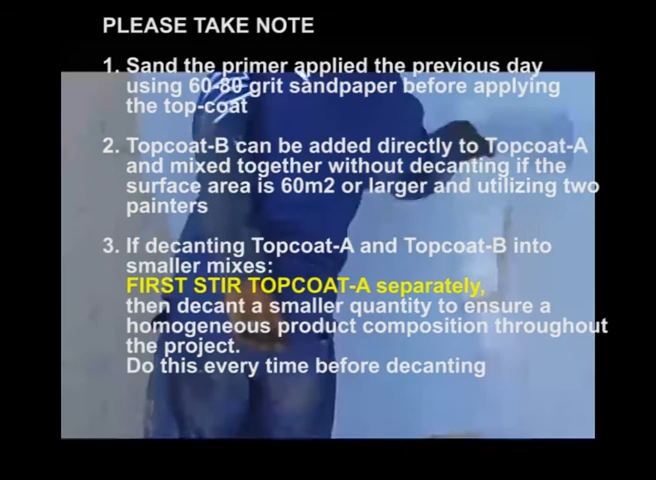 PLEASE TAKE NOTE
1. Sand the primer applied the previous day
using 60-80 grit sandpaper before applying
the top-coat
2. Topcoat-B can be added directly to Topcoat-A
and mixed together without decanting if the
surface area is 60m2 or larger and utilizing two
painters
3. If decanting Topcoat-A and Topcoat-B into
smaller mixes:
FIRST STIR TOPCOAT-A separately,
then decant a smaller quantity to ensure a
homogeneous product composition throughout
the project.
Do this every time before decanting